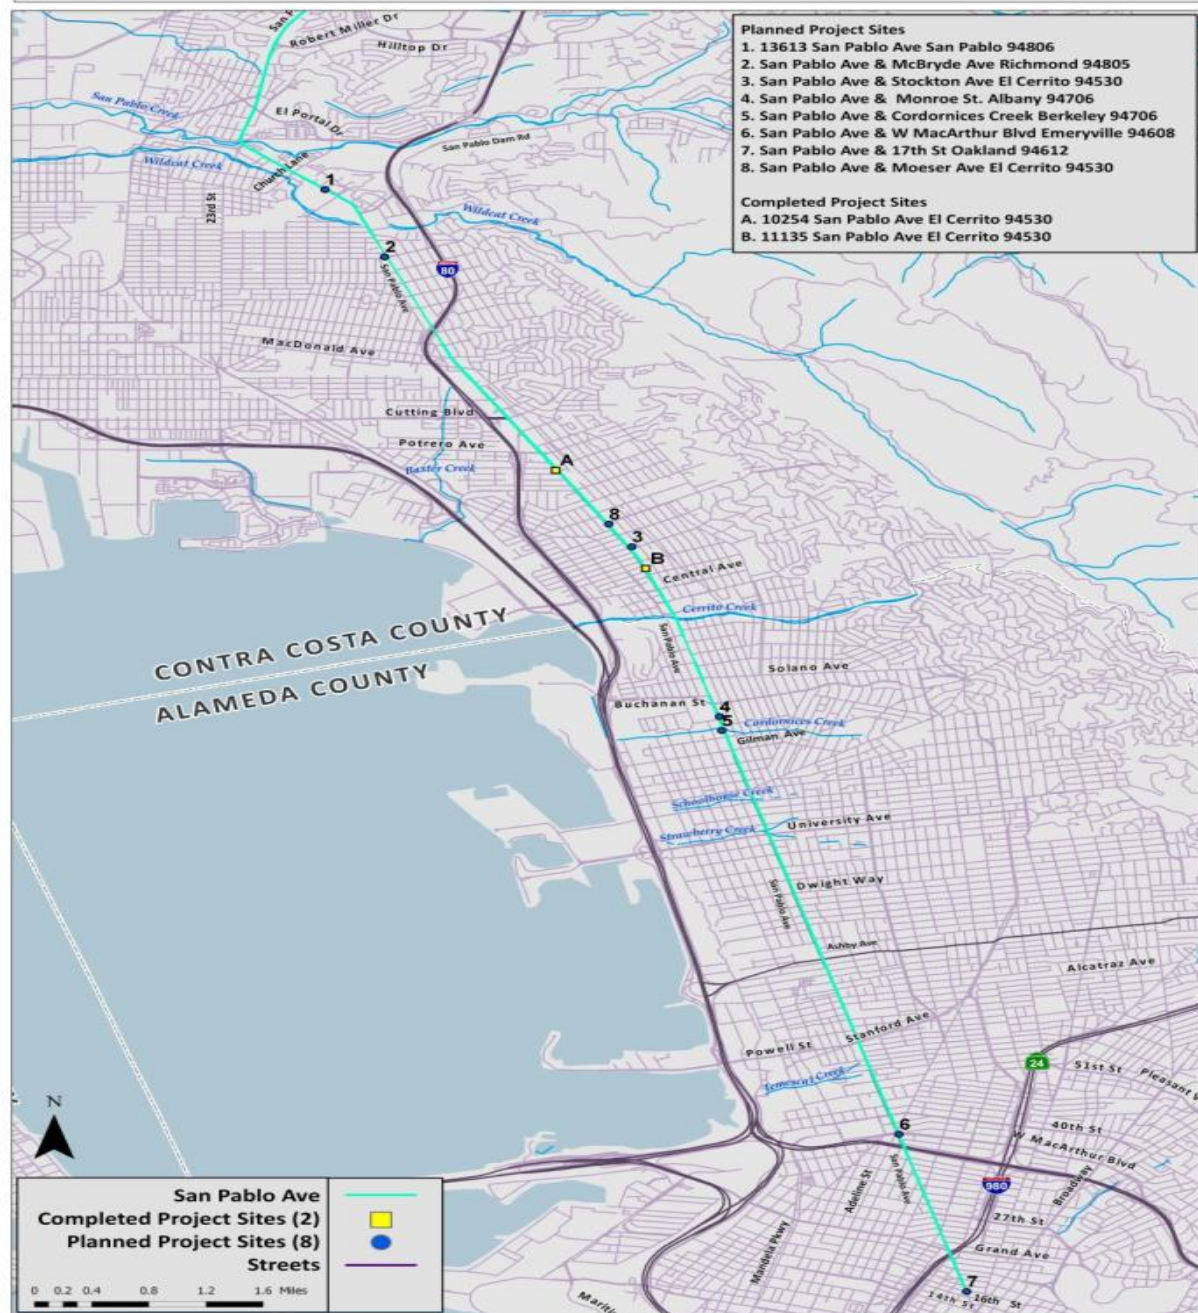 San P
Robert Miller Dr
Hilltop Dr
Planned Project Sites
1. 13613 San Pablo Ave San Pablo 94806
2. San Pablo Ave & McBryde Ave Richmond 94805
3. San Pablo Ave & Stockton Ave El Cerrito 94530
4. San Pablo Ave & Monroe St. Albany 94706
5. San Pablo Ave & Cordornices Creek Berkeley 94706
6. San Pablo Ave & W MacArthur Blvd Emeryville 94608
7. San Pablo Ave & 17th St Oakland 94612
8. San Pablo Ave & Moeser Ave El Cerrito 94530
Completed Project Sites
A. 10254 San Pablo Ave El Cerrito 94530
B. 11135 San Pablo Ave El Cerrito 94530
San Pablo Creek
El Portal Dr
San Pablo Dam Rd
Wildcat Creek
Church Lane
1
23rd St
Wildcat Creek
2
San Pablo Ave
80
MacDonald Ave
Cutting Blvd
Potrero Ave
Baxter Creek
A
8
3
B
Central Ave
Cerrito Creek
CONTRA COSTA COUNTY
ALAMEDA COUNTY
San Pablo Ave
Solano Ave
Buchanan St
4
5
Cordornices Creek
Gilman Ave
Schoolhouse Creek
University Ave
Strawberry Creek
Dwight Way
San Pablo Ave
Ashby Ave
Alcatraz Ave
Stanford Ave
Powell St
24
51st St
Pleasant V
Temescal Creek
6
40th St
W MacArthur Blvd
San Pablo Ave
Adeline St
980
Broadway
27th St
Mandela Pkwy
Grand Ave
7
16th St
14th St
Mariti
N
San Pablo Ave
Completed Project Sites (2)
Planned Project Sites (8)
Streets
0 0.2 0.4 0.8 1.2 1.6 Miles